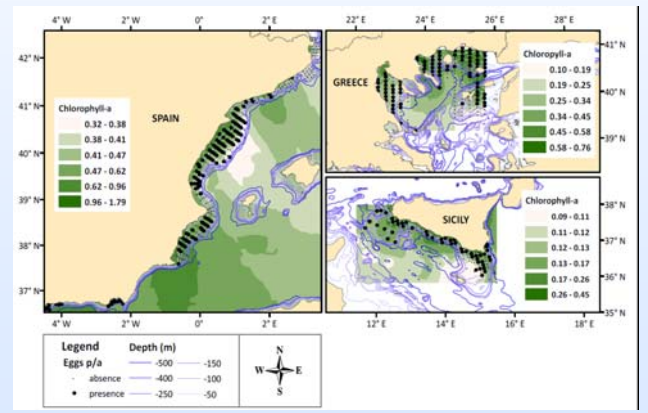 4° W 2° W 0° 2° E
42° N
41° N
40° N
39° N
38° N
37° N
SPAIN
Chlorophyll-a
0.32 - 0.38
0.38 - 0.41
0.41 - 0.47
0.47 - 0.62
0.62 - 0.96
0.96 - 1.79
4° W 2° W 0° 2° E
22° E 24° E 26° E 28° E
41° N
40° N
39° N
GREECE
Chlorophyll-a
0.10 - 0.19
0.19 - 0.25
0.25 - 0.34
0.34 - 0.45
0.45 - 0.58
0.58 - 0.76
38° N
37° N
36° N
35° N
SICILY
Chlorophyll-a
0.09 - 0.11
0.11 - 0.12
0.12 - 0.13
0.13 - 0.17
0.17 - 0.26
0.26 - 0.45
12° E 14° E 16° E 18° E
Legend
Eggs p/a
absence
presence
Depth (m)
-500 -150
-400 -100
-250 -50
N
W E
S